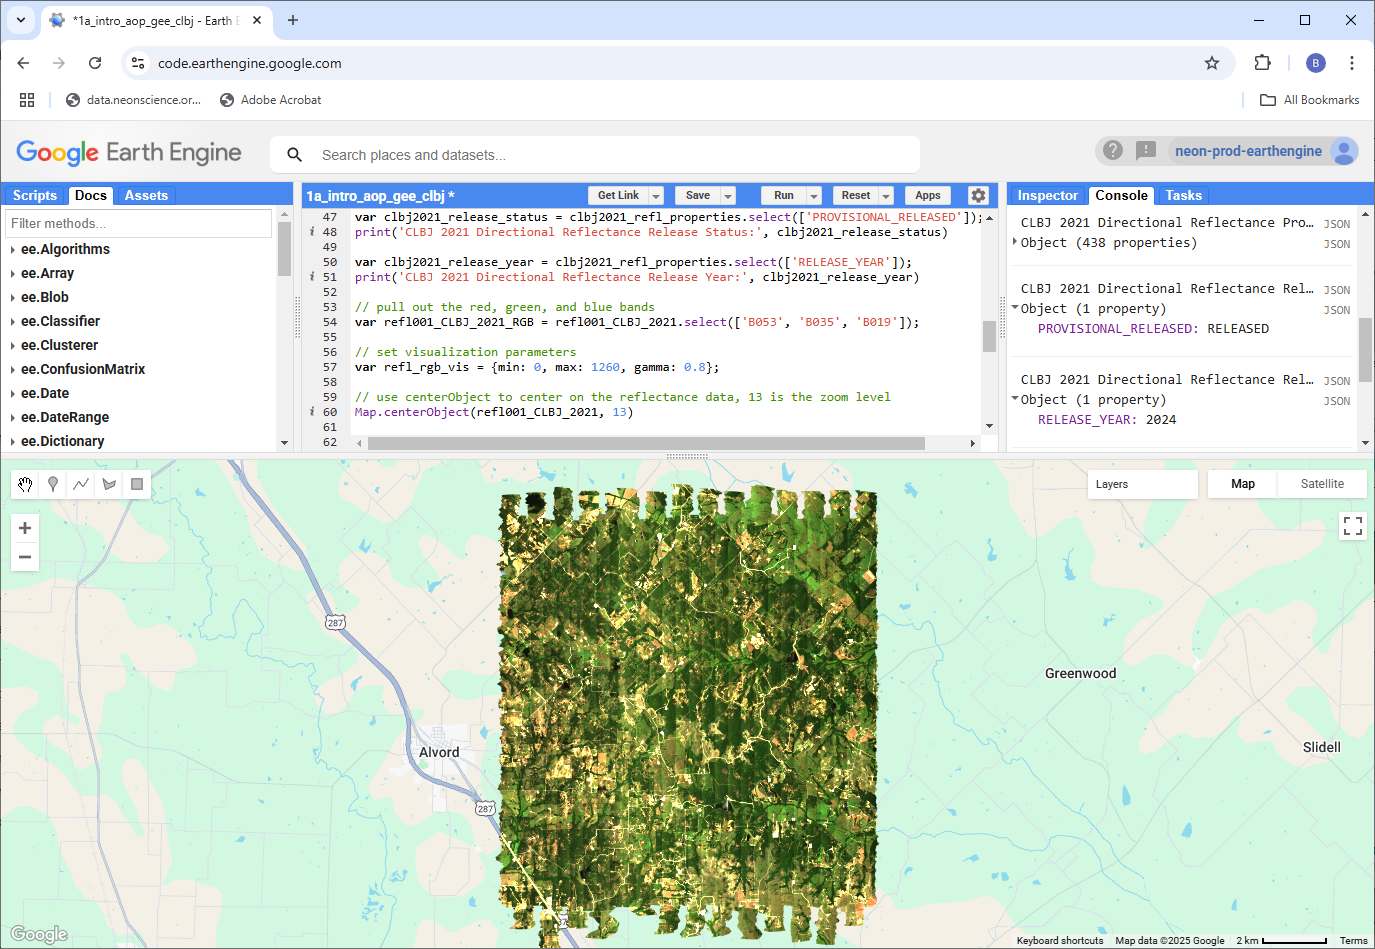 *1a_intro_aop_gee_clbj - Earth E
code.earthengine.google.com
B
data.neonscience.or...
Adobe Acrobat
All Bookmarks
Google Earth Engine
Search places and datasets...
neon-prod-earthengine
Scripts
Docs
Assets
Filter methods...
ee.Algorithms
ee.Array
ee.Blob
ee.Classifier
ee.Clusterer
ee.ConfusionMatrix
ee.Date
ee.DateRange
ee.Dictionary
1a_intro_aop_gee_clbj *
Get Link
Save
Run
Reset
Apps
47 var clbj2021_release_status = clbj2021_refl_properties.select(['PROVISIONAL_RELEASED']);
i 48 print('CLBJ 2021 Directional Reflectance Release Status:', clbj2021_release_status)
49
50 var clbj2021_release_year = clbj2021_refl_properties.select(['RELEASE_YEAR']);
i 51 print('CLBJ 2021 Directional Reflectance Release Year:', clbj2021_release_year)
52
53 // pull out the red, green, and blue bands
54 var refl001_CLBJ_2021_RGB = refl001_CLBJ_2021.select(['B053', 'B035', 'B019']);
55
56 // set visualization parameters
57 var refl_rgb_vis = {min: 0, max: 1260, gamma: 0.8};
58
59 // use centerObject to center on the reflectance data, 13 is the zoom level
i 60 Map.centerObject(refl001_CLBJ_2021, 13)
61
62
Inspector
Console
Tasks
CLBJ 2021 Directional Reflectance Pro... JSON
Object (438 properties) JSON
CLBJ 2021 Directional Reflectance Rel... JSON
Object (1 property) JSON
PROVISIONAL_RELEASED: RELEASED
CLBJ 2021 Directional Reflectance Rel... JSON
Object (1 property) JSON
RELEASE_YEAR: 2024
Layers
Map
Satellite
287
Greenwood
Slidell
Alvord
287
Google
Keyboard shortcuts
Map data ©2025 Google
2 km
Terms